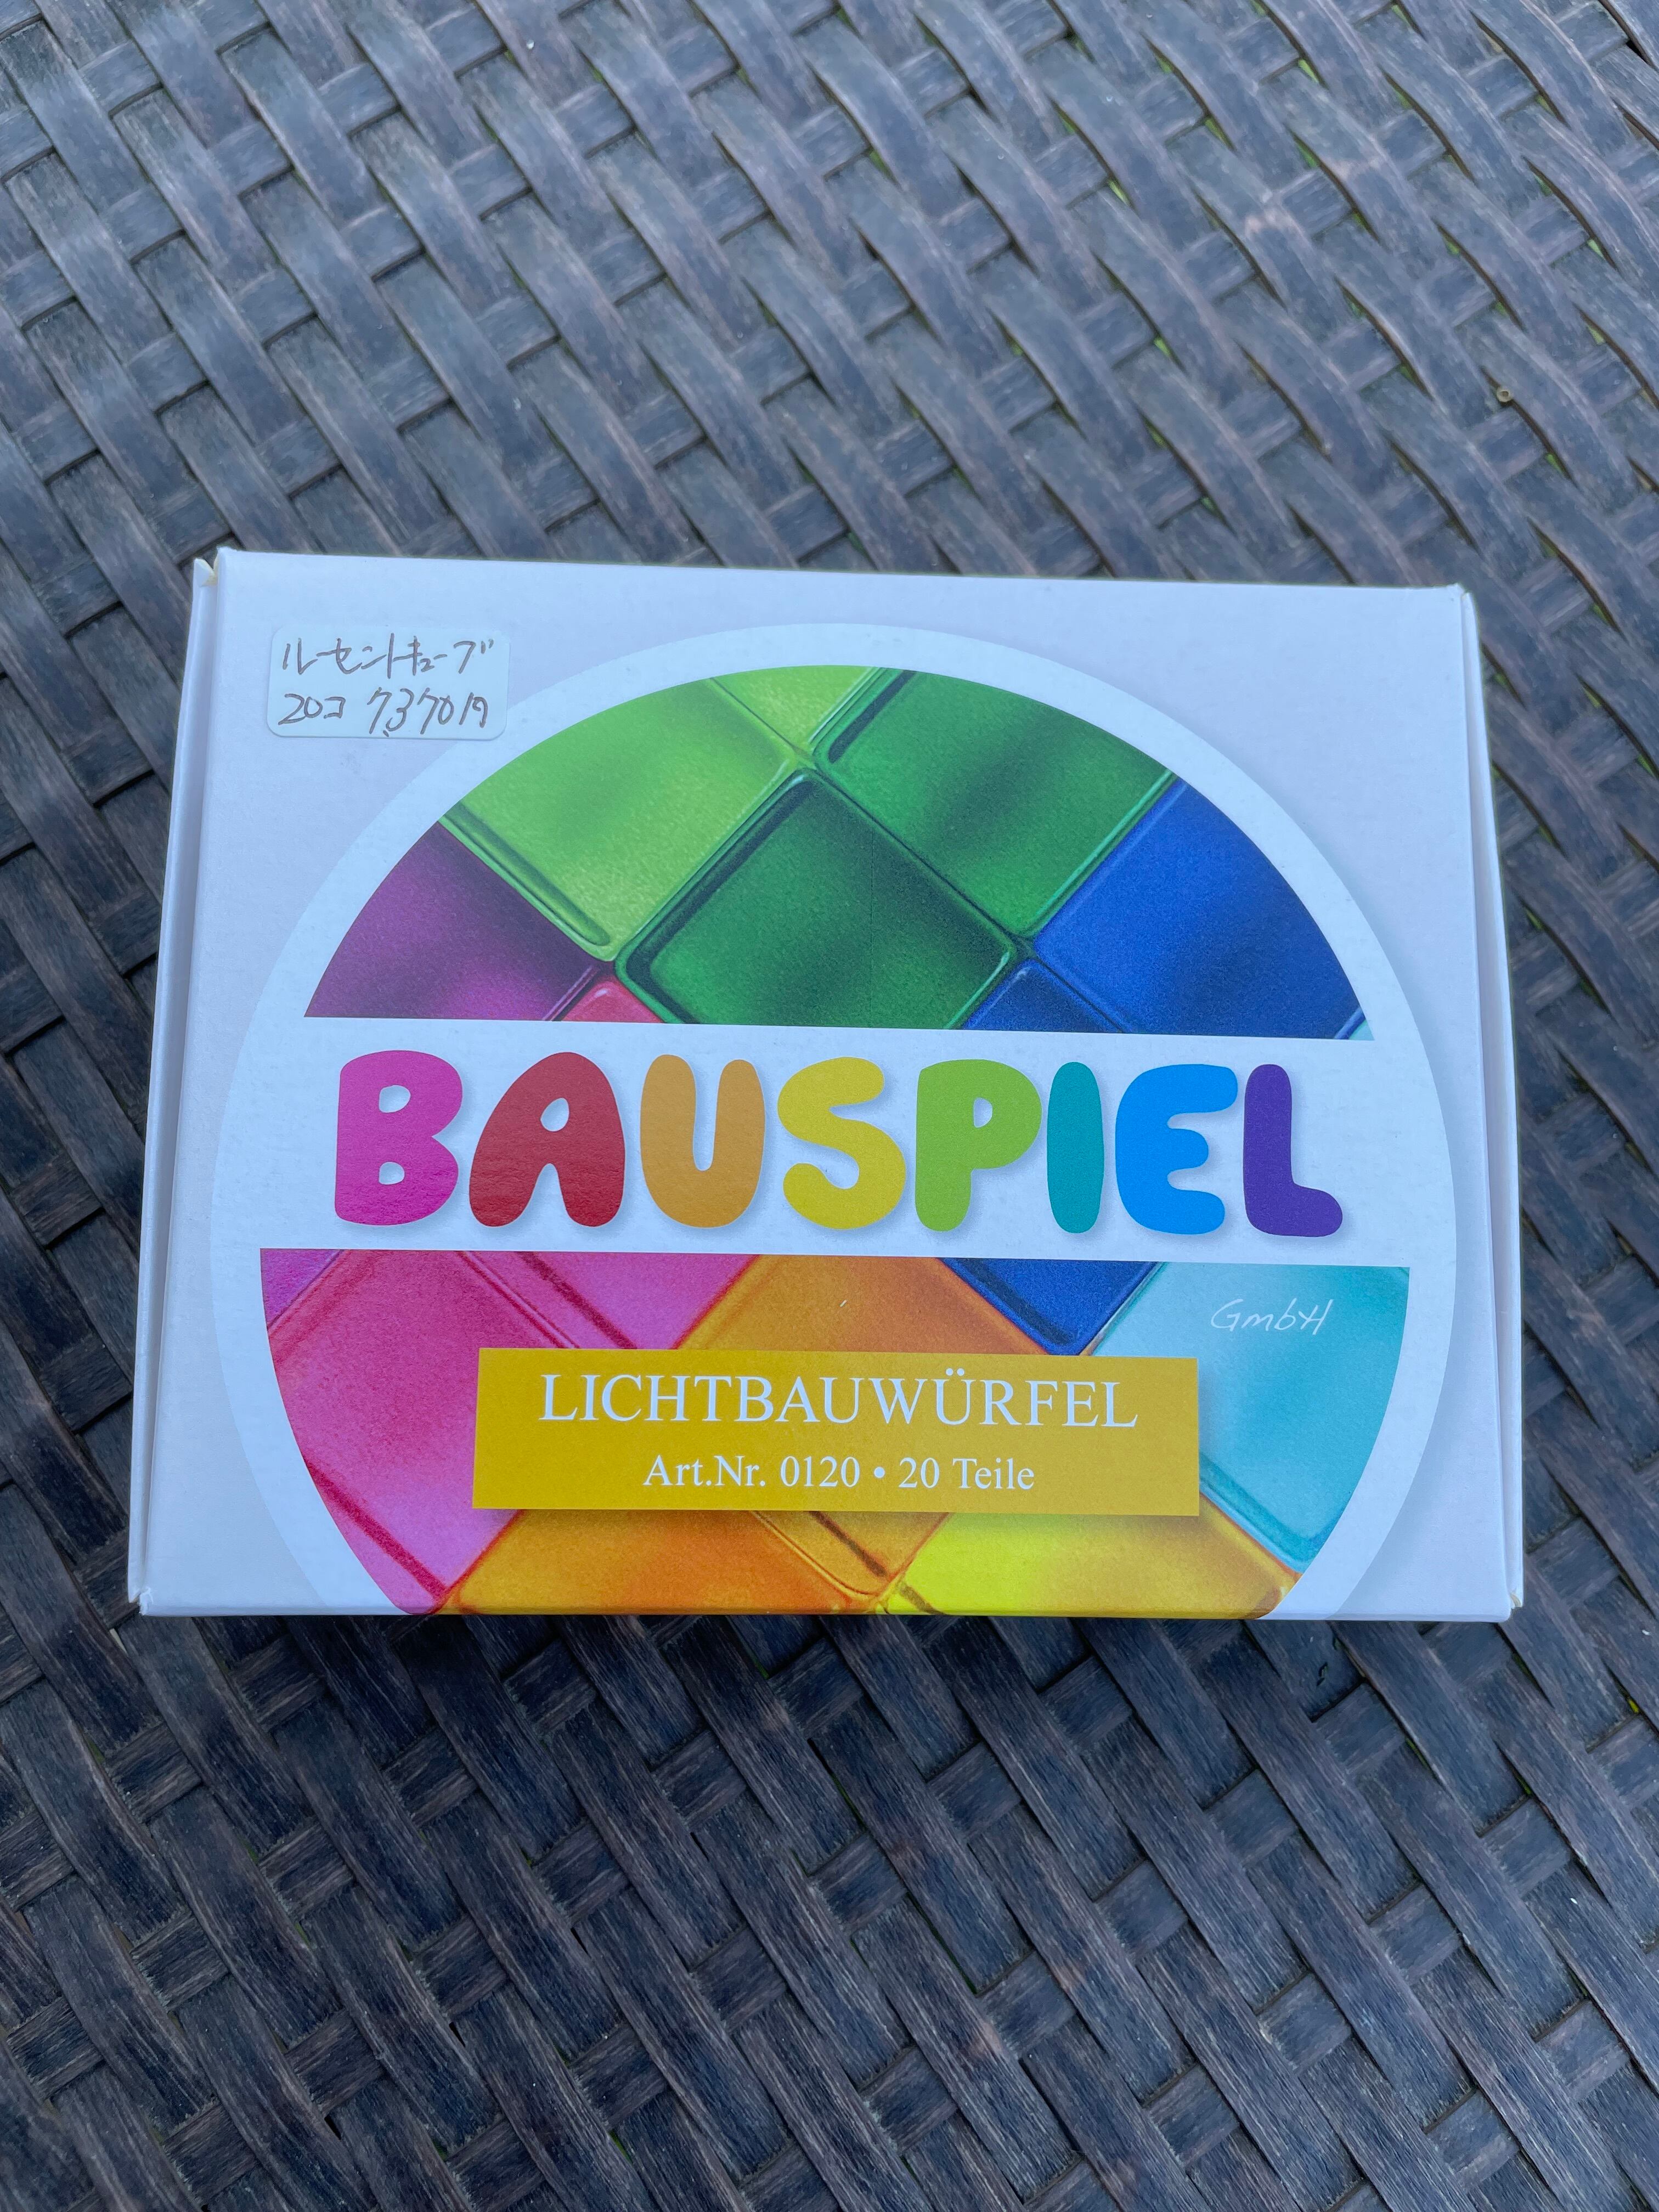 ルーセントキューブ
20コ 7,370円
BAUSPIEL
GmbH
LICHTBAUWÜRFEL
Art.Nr. 0120 • 20 Teile